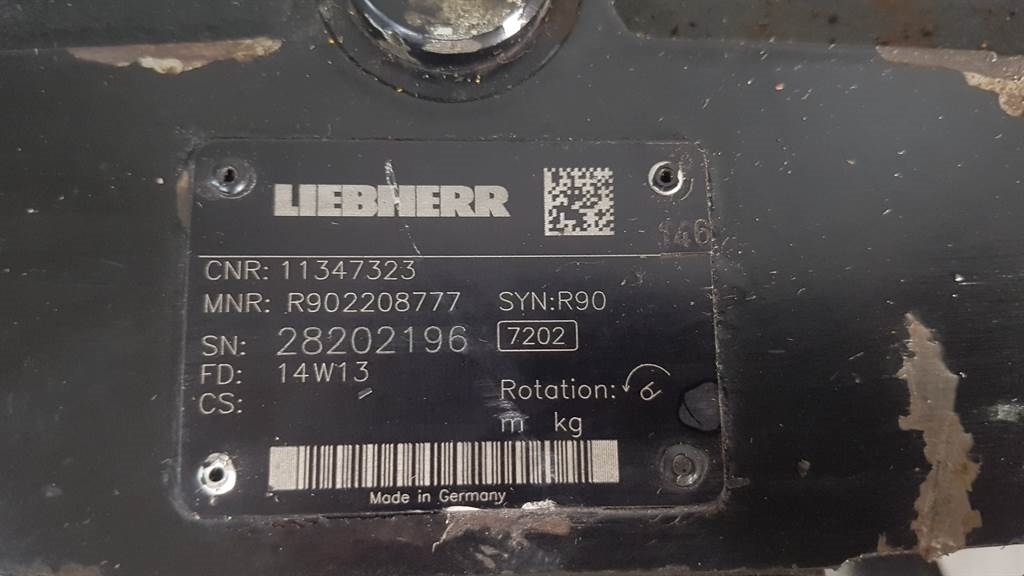 LIEBHERR
146
CNR: 11347323
MNR: R902208777 SYN:R90
SN: 28202196 7202
FD: 14W13
CS:
Rotation:
m kg
Made in Germany